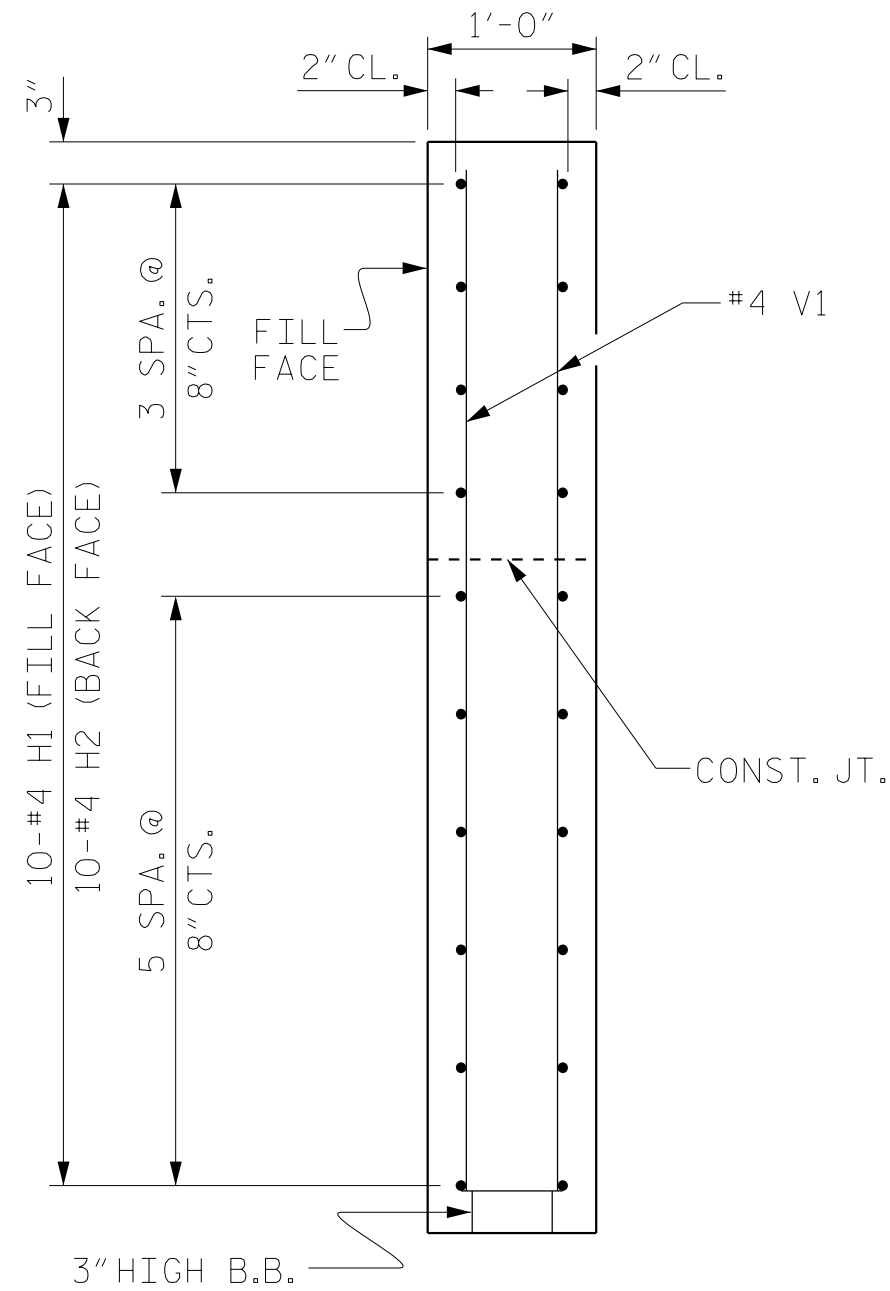 1'-0"
2" CL.
2" CL.
3"
3 SPA. @
8" CTS.
FILL
FACE
#4 V1
10-#4 H1 (FILL FACE)
10-#4 H2 (BACK FACE)
5 SPA. @
8" CTS.
CONST. JT.
3" HIGH B.B.